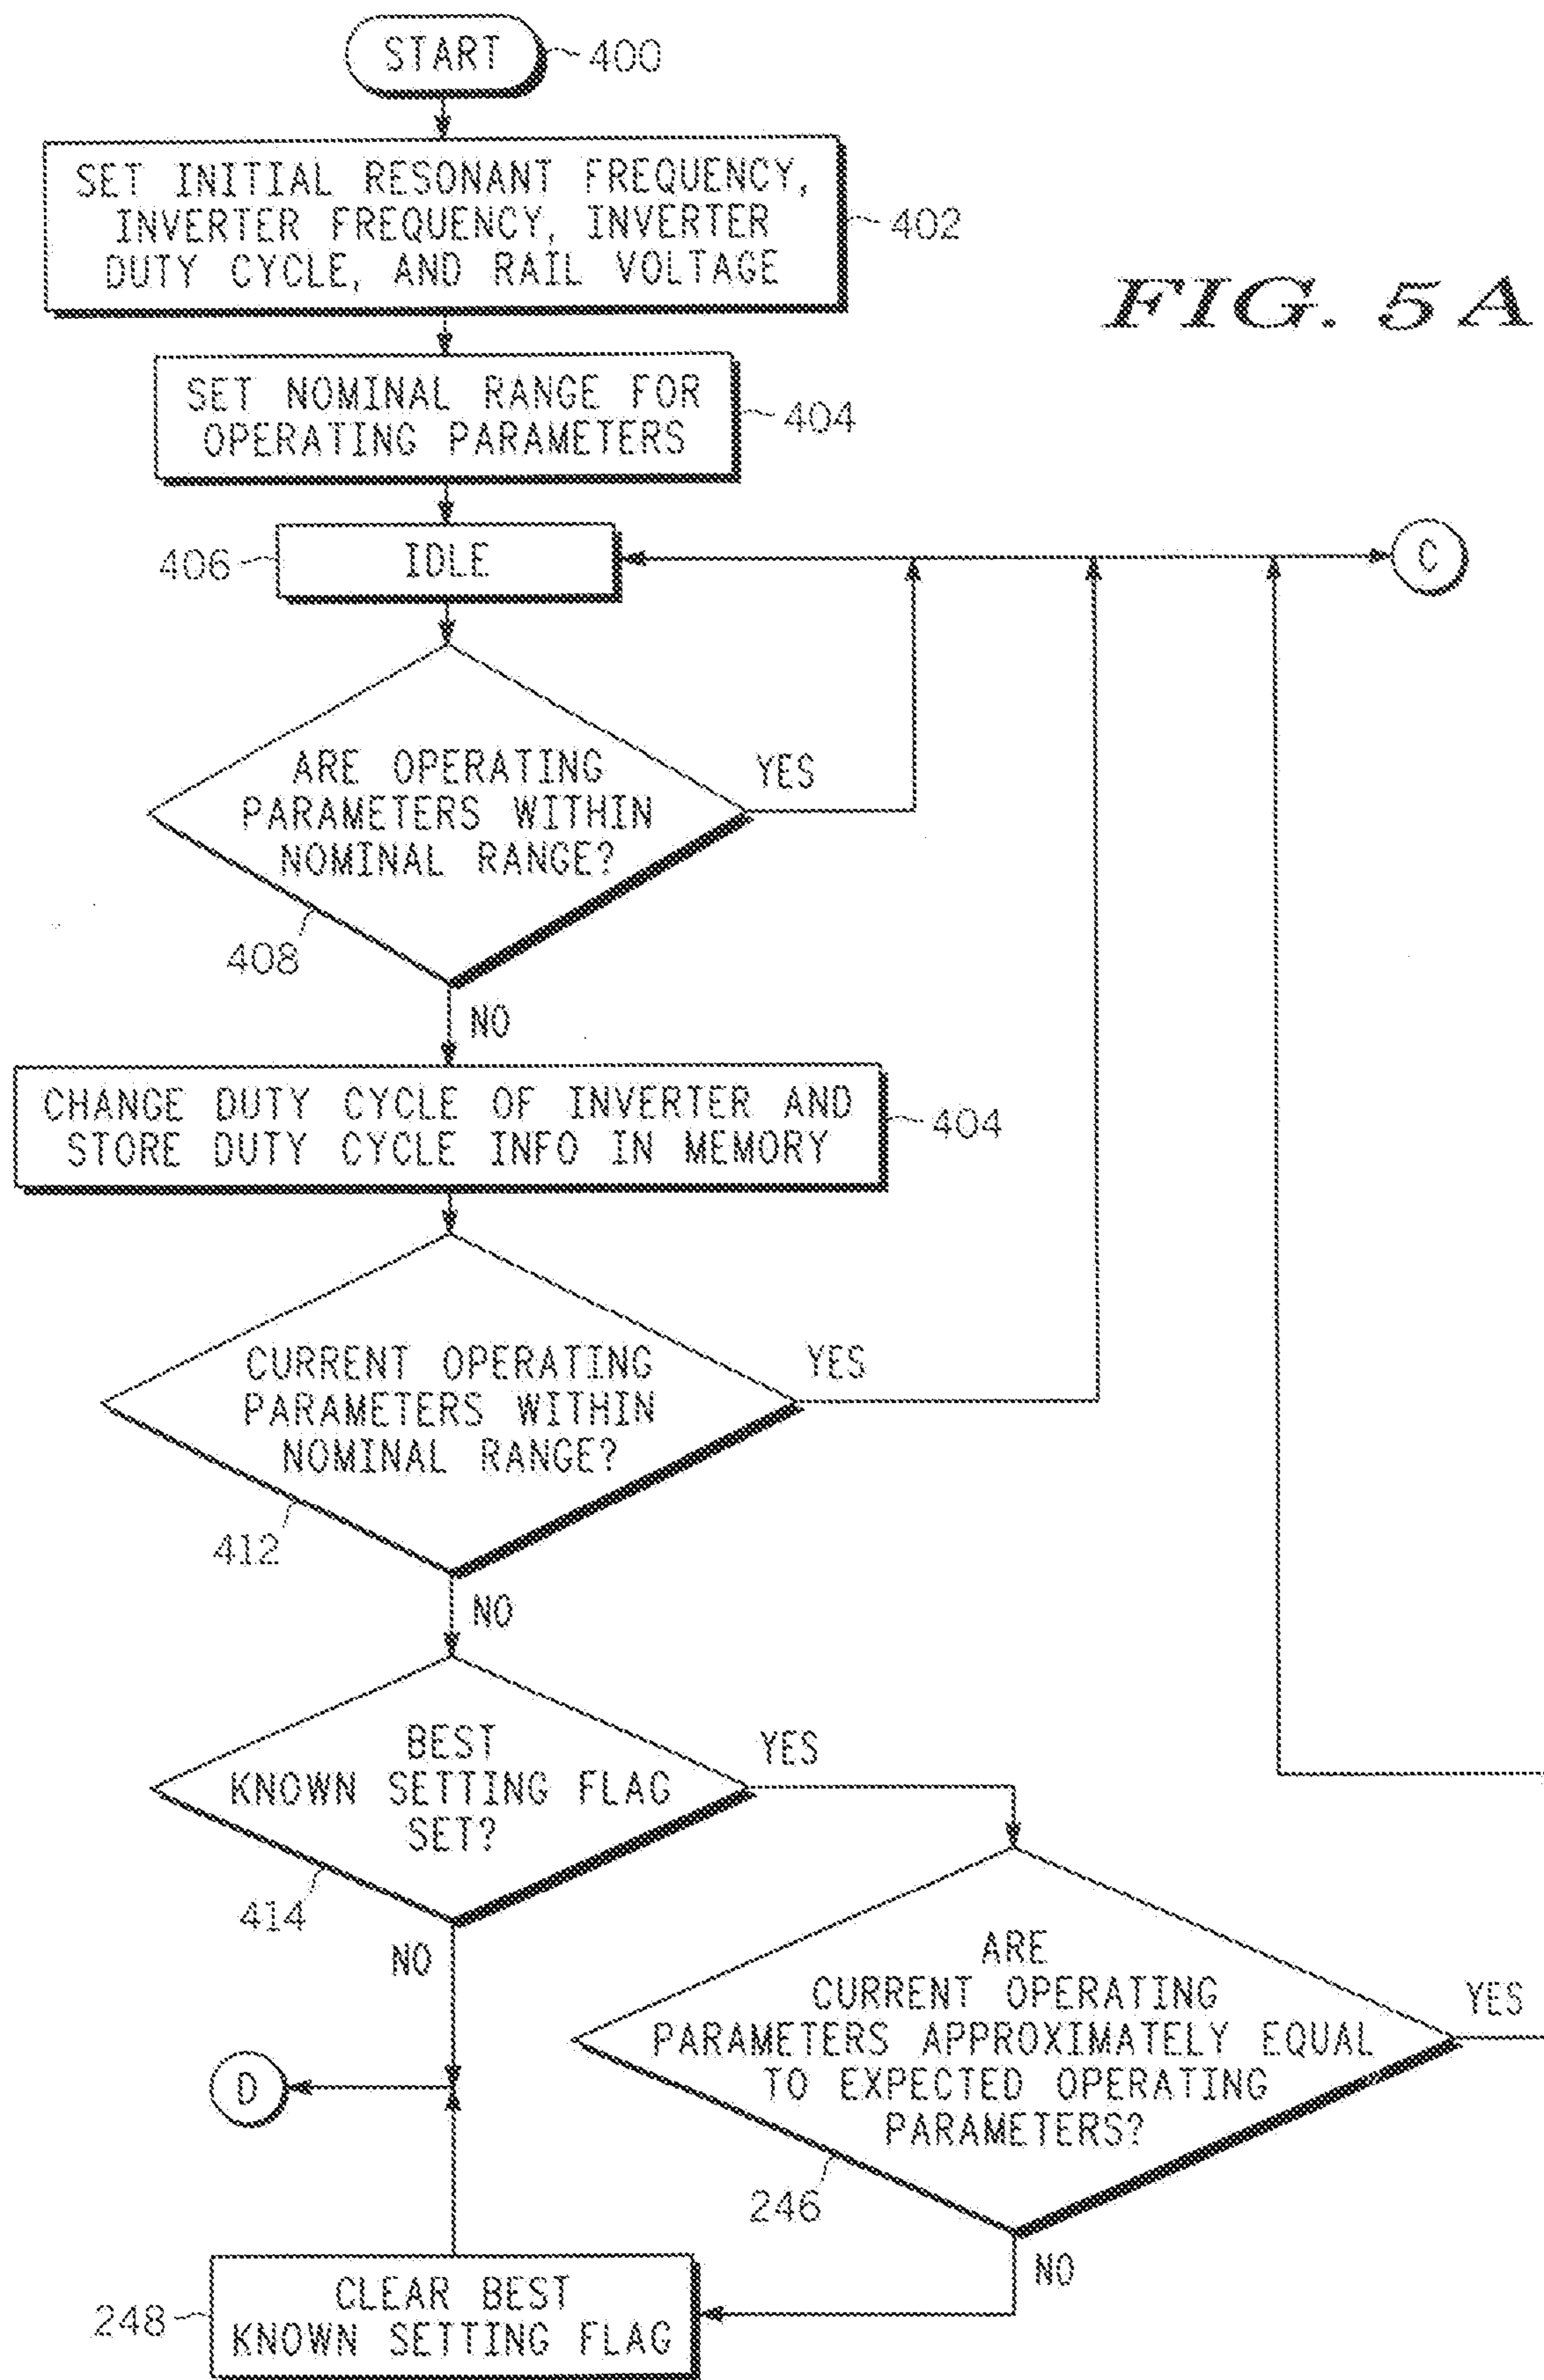 START
400
SET INITIAL RESONANT FREQUENCY,
INVERTER FREQUENCY, INVERTER
DUTY CYCLE, AND RAIL VOLTAGE
402
FIG. 5A
SET NOMINAL RANGE FOR
OPERATING PARAMETERS
404
IDLE
406
C
ARE OPERATING
PARAMETERS WITHIN
NOMINAL RANGE?
YES
408
NO
CHANGE DUTY CYCLE OF INVERTER AND
STORE DUTY CYCLE INFO IN MEMORY
404
CURRENT OPERATING
PARAMETERS WITHIN
NOMINAL RANGE?
YES
412
NO
BEST
KNOWN SETTING FLAG
SET?
YES
414
NO
ARE
CURRENT OPERATING
PARAMETERS APPROXIMATELY EQUAL
TO EXPECTED OPERATING
PARAMETERS?
YES
D
246
NO
CLEAR BEST
KNOWN SETTING FLAG
248